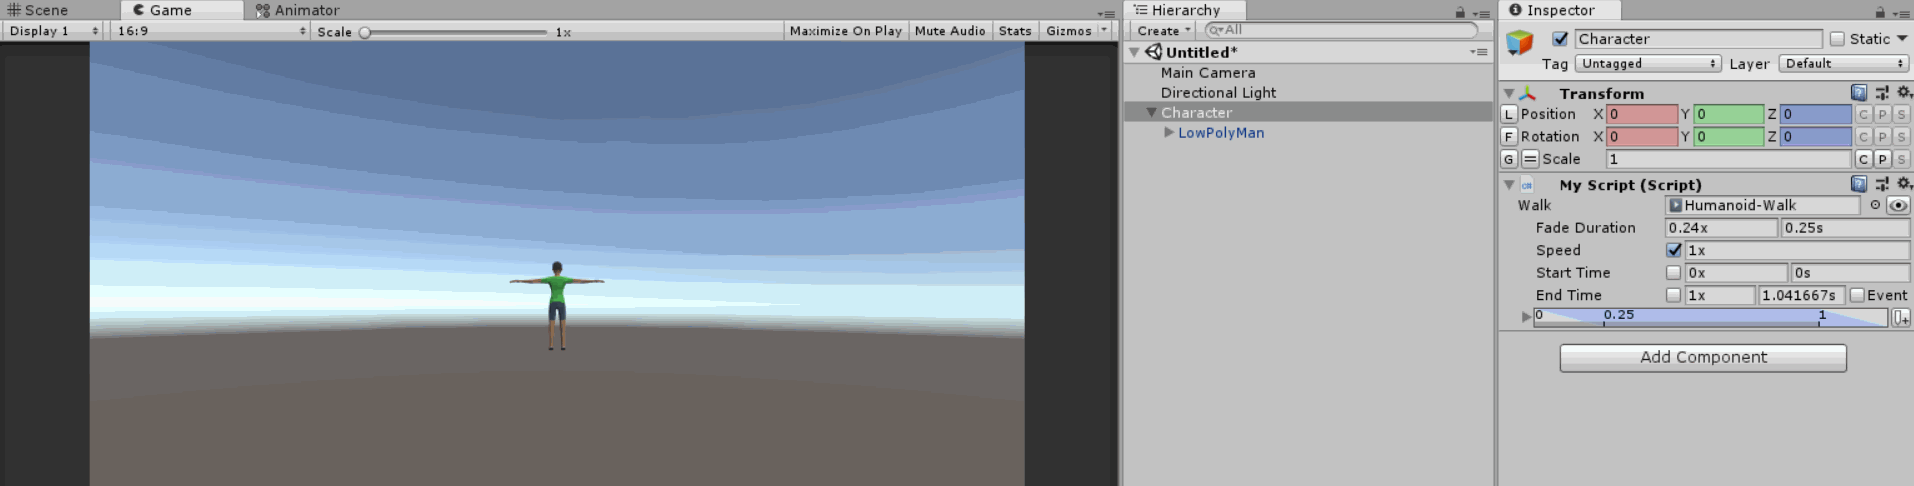 Scene Game Animator
Display 1 16:9 Scale 1x Maximize On Play Mute Audio Stats Gizmos
Hierarchy
Create All
Untitled*
Main Camera
Directional Light
Character
LowPolyMan
Inspector
Character Static
Tag Untagged Layer Default
Transform
L Position X 0 Y 0 Z 0 C P S
F Rotation X 0 Y 0 Z 0 C P S
G = Scale 1 C P S
c# My Script (Script)
Walk Humanoid-Walk
Fade Duration 0.24x 0.25s
Speed 1x
Start Time 0x 0s
End Time 1x 1.041667s Event
0 0.25 1
Add Component